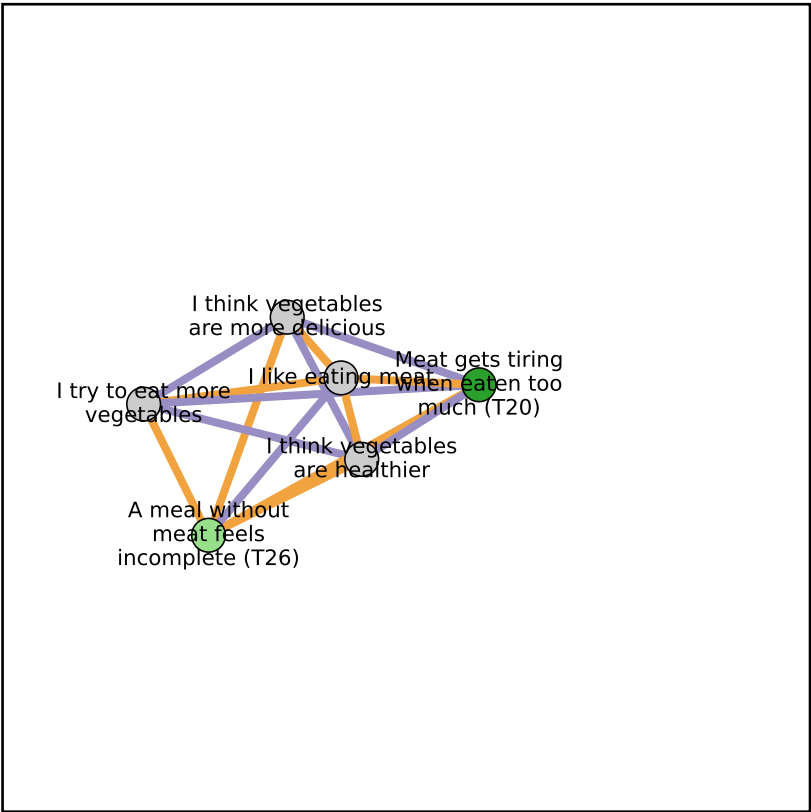 I think vegetables
are more delicious
Meat gets tiring
when eaten too
much (T20)
I like eating meat
I try to eat more
vegetables
I think vegetables
are healthier
A meal without
meat feels
incomplete (T26)